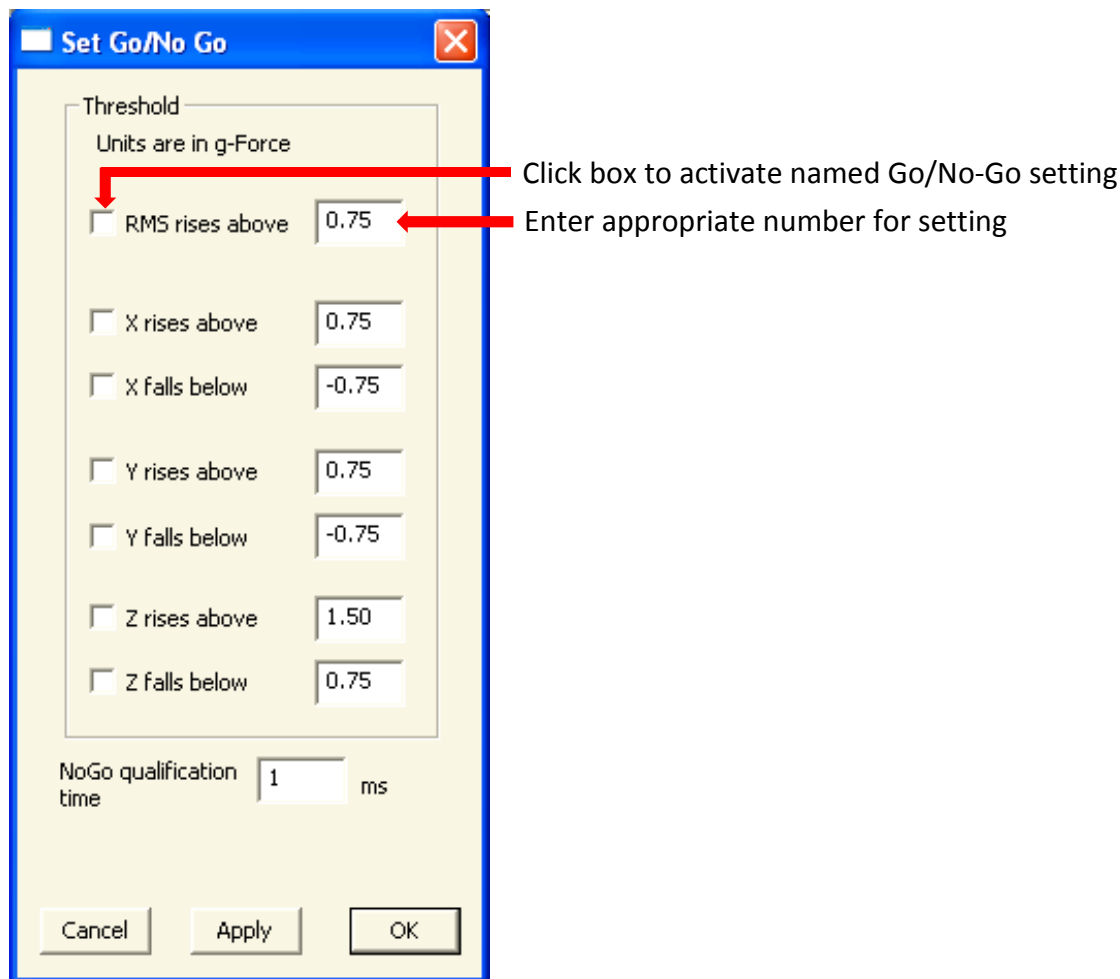 Set Go/No Go
Threshold
Units are in g-Force
Click box to activate named Go/No-Go setting
RMS rises above 0.75
Enter appropriate number for setting
X rises above 0.75
X falls below -0.75
Y rises above 0.75
Y falls below -0.75
Z rises above 1.50
Z falls below 0.75
NoGo qualification
time
1 ms
Cancel Apply OK